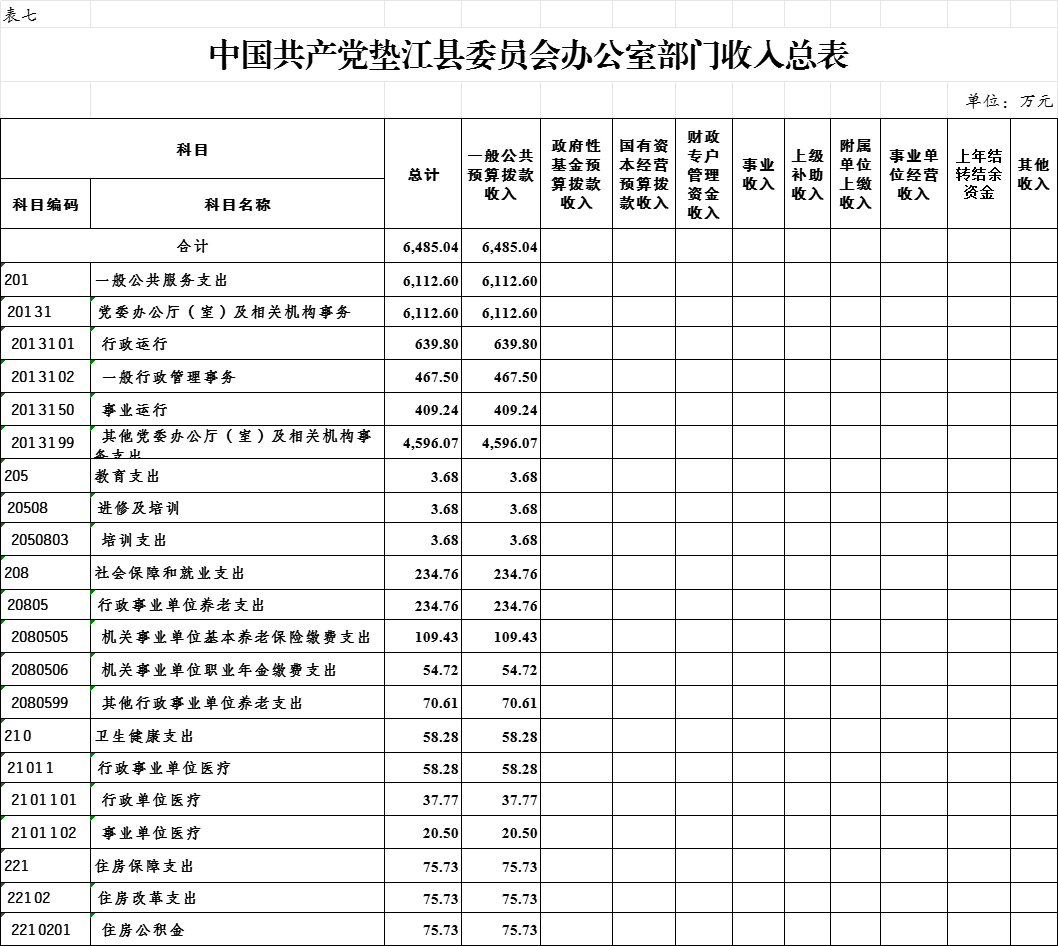 表七
中国共产党垫江县委员会办公室部门收入总表
单位：万元
科目 总计 一般公共预算拨款收入 政府性基金预算拨款收入 国有资本经营预算拨款收入 财政专户管理资金收入 事业收入 上级补助收入 附属单位上缴收入 事业单位经营收入 上年结转结余资金 其他收入
科目编码 科目名称
合计 6,485.04 6,485.04
201 一般公共服务支出 6,112.60 6,112.60
20131 党委办公厅（室）及相关机构事务 6,112.60 6,112.60
2013101 行政运行 639.80 639.80
2013102 一般行政管理事务 467.50 467.50
2013150 事业运行 409.24 409.24
2013199 其他党委办公厅（室）及相关机构事务支出 4,596.07 4,596.07
205 教育支出 3.68 3.68
20508 进修及培训 3.68 3.68
2050803 培训支出 3.68 3.68
208 社会保障和就业支出 234.76 234.76
20805 行政事业单位养老支出 234.76 234.76
2080505 机关事业单位基本养老保险缴费支出 109.43 109.43
2080506 机关事业单位职业年金缴费支出 54.72 54.72
2080599 其他行政事业单位养老支出 70.61 70.61
210 卫生健康支出 58.28 58.28
21011 行政事业单位医疗 58.28 58.28
2101101 行政单位医疗 37.77 37.77
2101102 事业单位医疗 20.50 20.50
221 住房保障支出 75.73 75.73
22102 住房改革支出 75.73 75.73
2210201 住房公积金 75.73 75.73